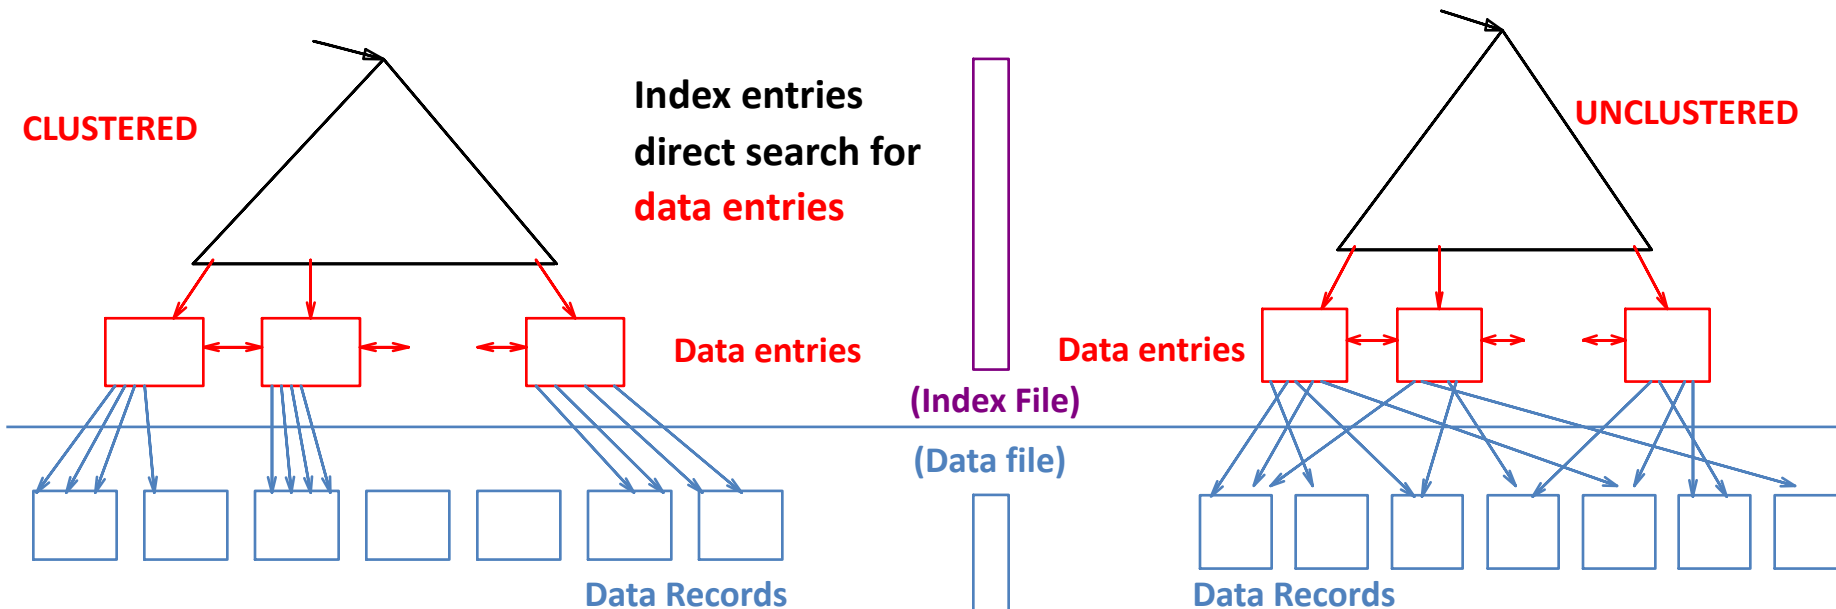 CLUSTERED
Index entries
direct search for
data entries
UNCLUSTERED
Data entries
Data entries
(Index File)
(Data file)
Data Records
Data Records